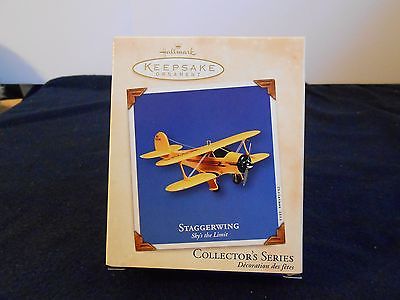 Hallmark
KEEPSAKE
ORNAMENT
STAGGERWING
Sky's the Limit
COLLECTOR'S SERIES
Décoration des fêtes